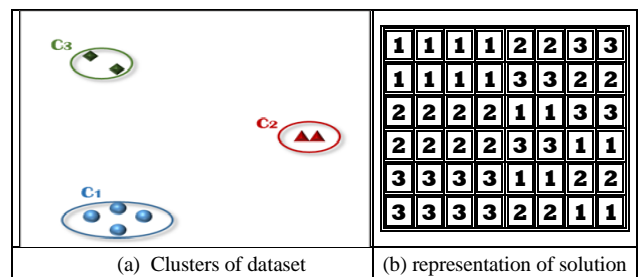 C3
C2
C1
1 1 1 1 2 2 3 3
1 1 1 1 3 3 2 2
2 2 2 2 1 1 3 3
2 2 2 2 3 3 1 1
3 3 3 3 1 1 2 2
3 3 3 3 2 2 1 1
(a) Clusters of dataset
(b) representation of solution